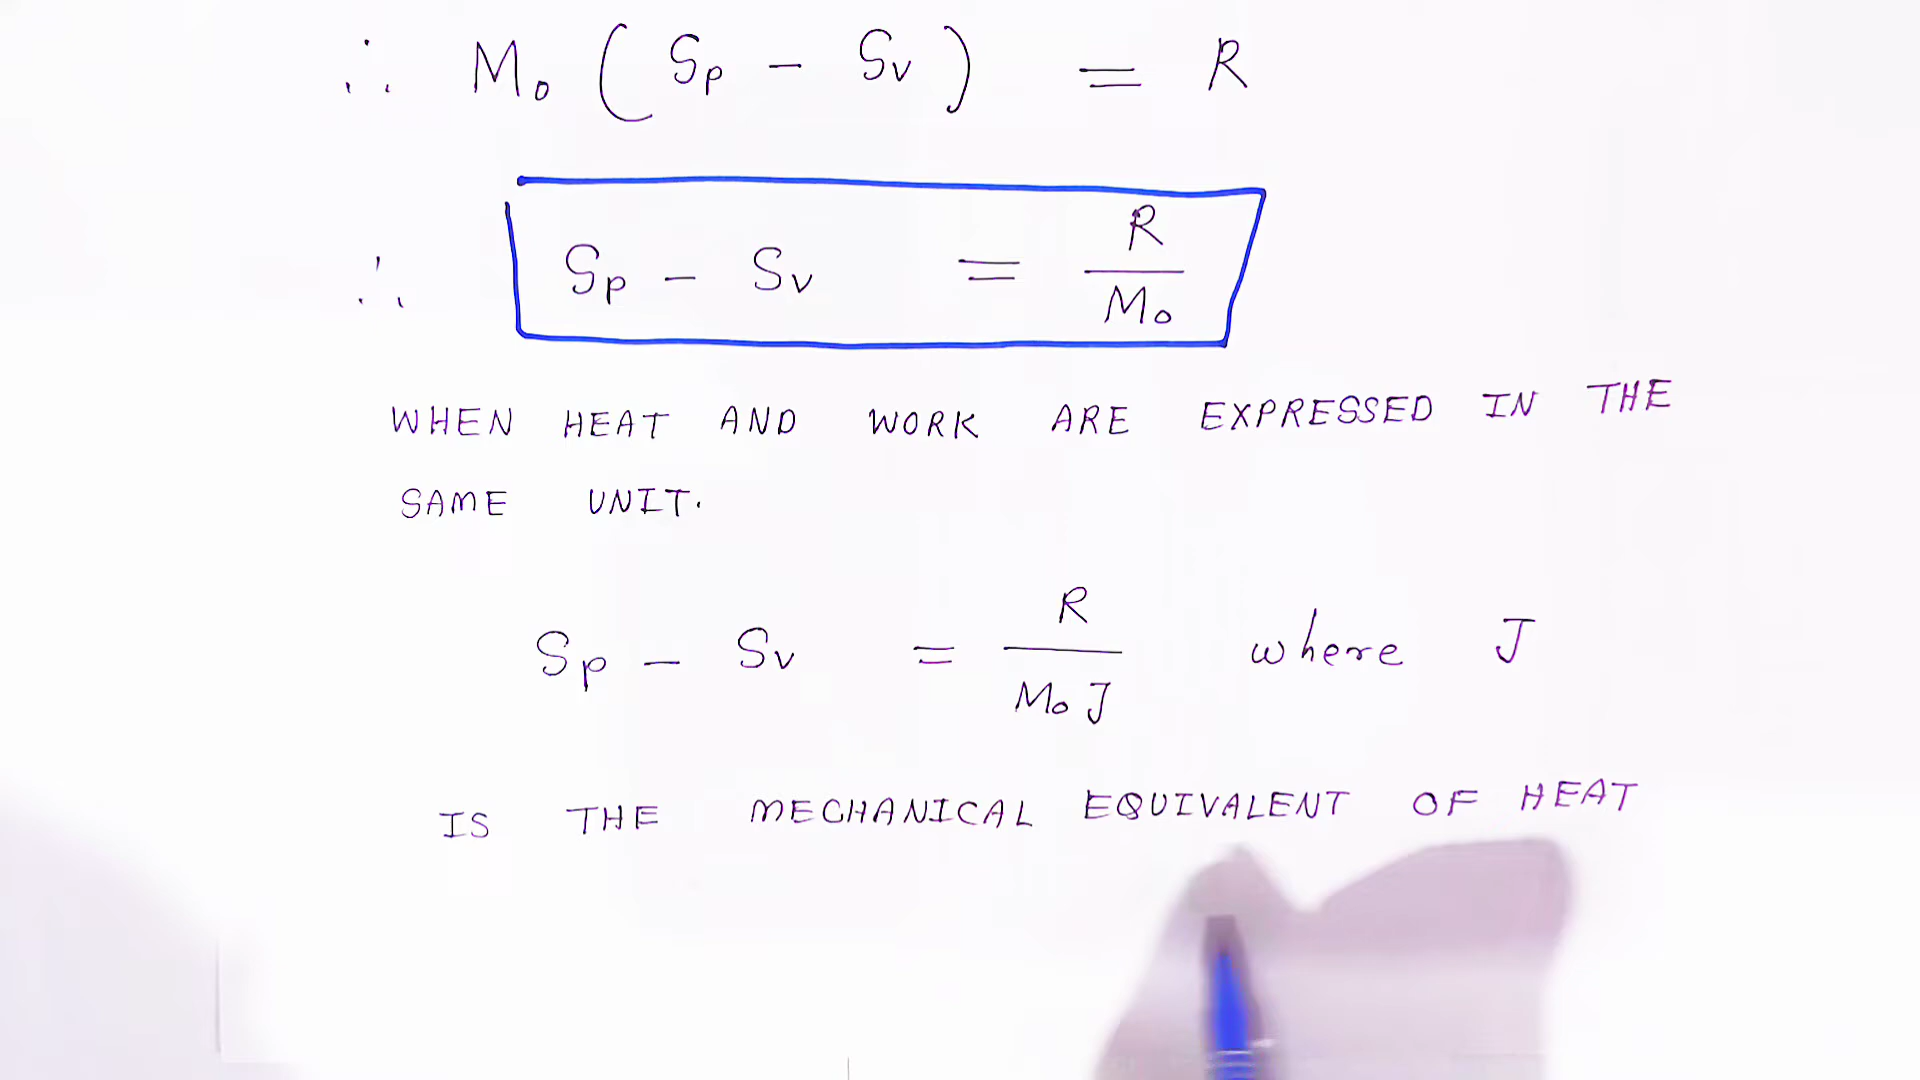 ∴ M₀ ( Sp - Sv ) = R
∴ Sp - Sv = R / M₀
WHEN HEAT AND WORK ARE EXPRESSED IN THE
SAME UNIT.
Sp - Sv = R / M₀ J where J
IS THE MECHANICAL EQUIVALENT OF HEAT